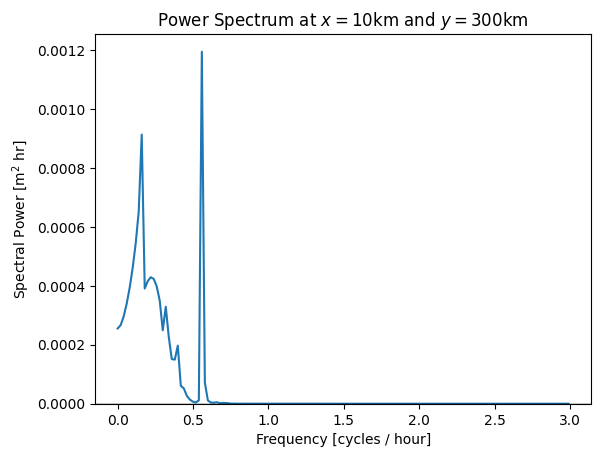 Power Spectrum at x = 10km and y = 300km
Spectral Power [m² hr]
0.0012
0.0010
0.0008
0.0006
0.0004
0.0002
0.0000
0.0 0.5 1.0 1.5 2.0 2.5 3.0
Frequency [cycles / hour]